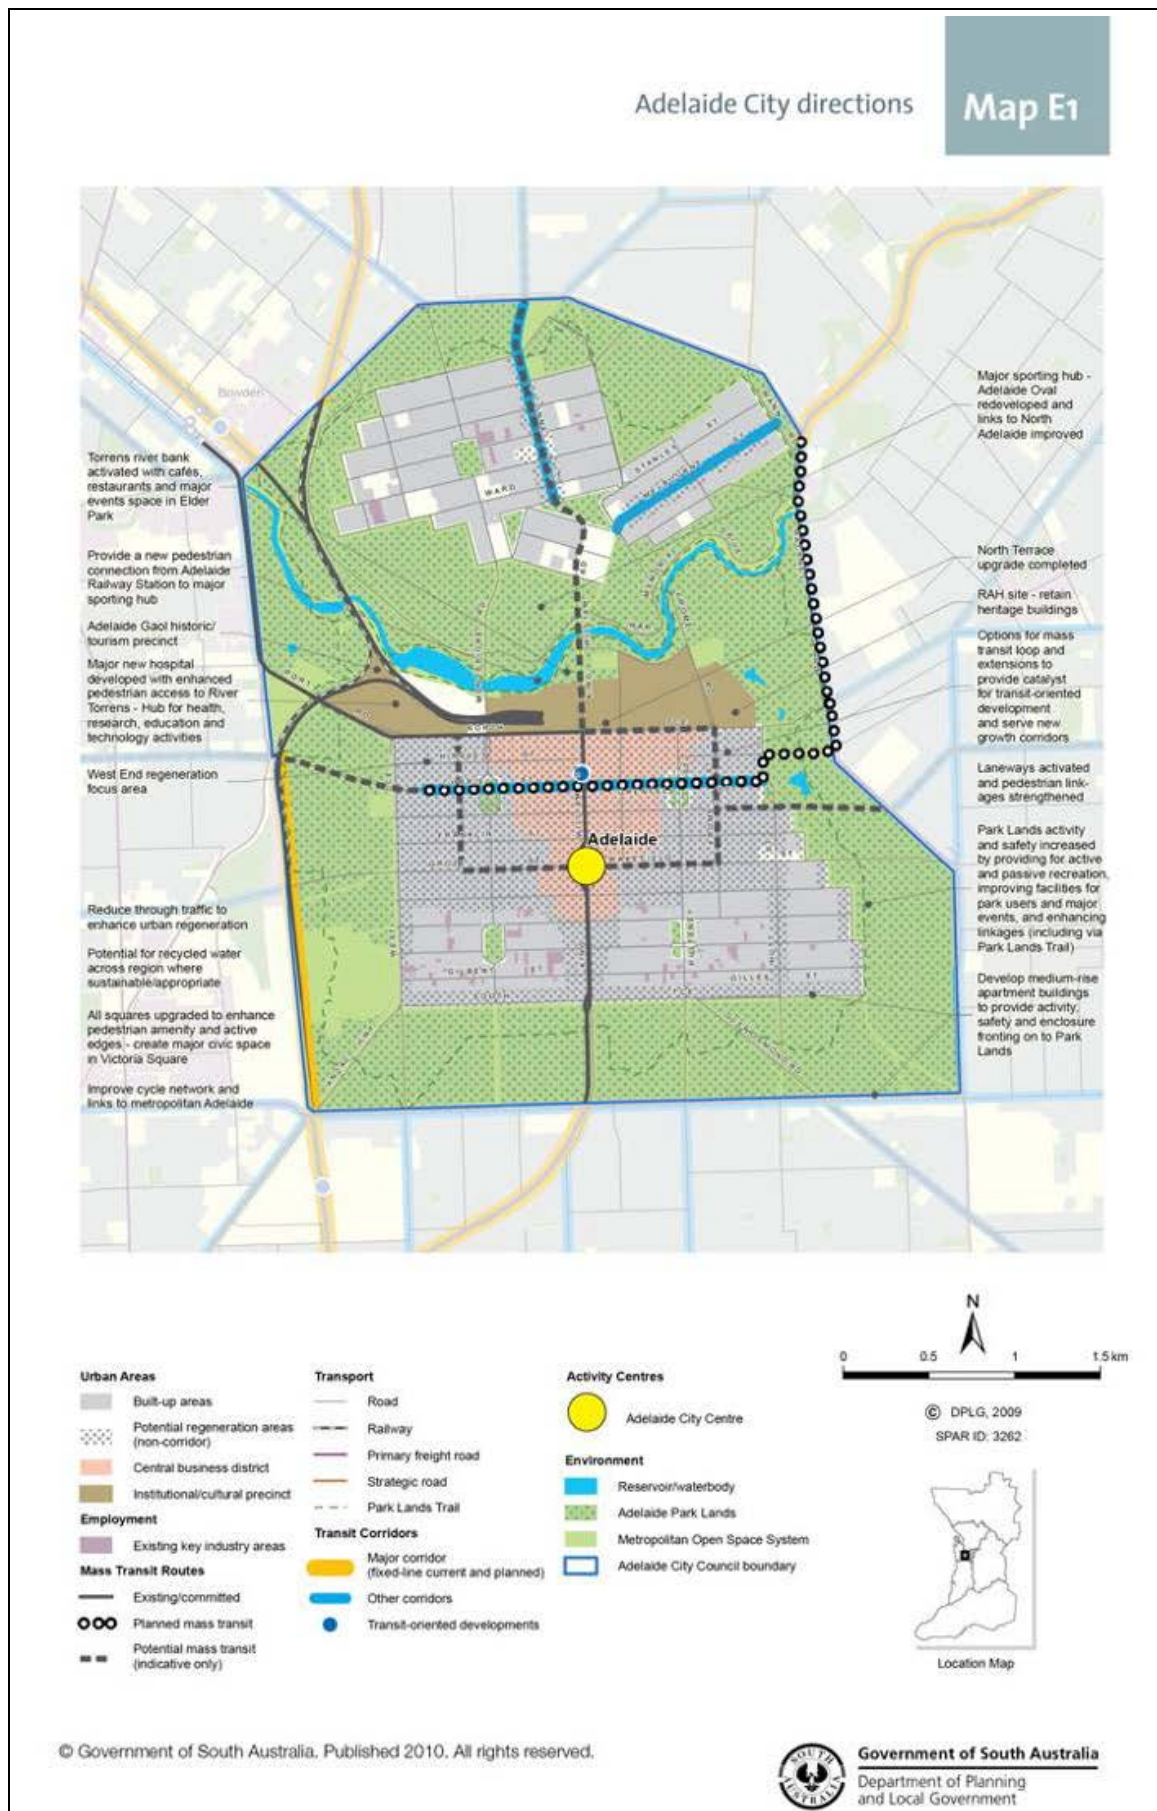 Adelaide City directions
Map E1
Bowden
Torrens river bank
activated with cafés,
restaurants and major
events space in Elder
Park
Provide a new pedestrian
connection from Adelaide
Railway Station to major
sporting hub
Adelaide Gaol historic/
tourism precinct
Major new hospital
developed with enhanced
pedestrian access to River
Torrens - Hub for health,
research, education and
technology activities
West End regeneration
focus area
Reduce through traffic to
enhance urban regeneration
Potential for recycled water
across region where
sustainable/appropriate
All squares upgraded to enhance
pedestrian amenity and active
edges - create major civic space
in Victoria Square
Improve cycle network and
links to metropolitan Adelaide
WARD
STANLEY ST
MELBOURNE ST
PORT RD
NORTH
Adelaide
WEST
GILBERT ST
GILLES ST
SOUTH
Major sporting hub -
Adelaide Oval
redeveloped and
links to North
Adelaide improved
North Terrace
upgrade completed
RAH site - retain
heritage buildings
Options for mass
transit loop and
extensions to
provide catalyst
for transit-oriented
development
and serve new
growth corridors
Laneways activated
and pedestrian link-
ages strengthened
Park Lands activity
and safety increased
by providing for active
and passive recreation,
improving facilities for
park users and major
events, and enhancing
linkages (including via
Park Lands Trail)
Develop medium-rise
apartment buildings
to provide activity,
safety and enclosure
fronting on to Park
Lands
Urban Areas
Built-up areas
Potential regeneration areas
(non-corridor)
Central business district
Institutional/cultural precinct
Employment
Existing key industry areas
Mass Transit Routes
Existing/committed
Planned mass transit
Potential mass transit
(indicative only)
Transport
Road
Railway
Primary freight road
Strategic road
Park Lands Trail
Transit Corridors
Major corridor
(fixed-line current and planned)
Other corridors
Transit-oriented developments
Activity Centres
Adelaide City Centre
Environment
Reservoir/waterbody
Adelaide Park Lands
Metropolitan Open Space System
Adelaide City Council boundary
N
0 0.5 1 1.5 km
© DPLG, 2009
SPAR ID: 3262
Location Map
© Government of South Australia. Published 2010. All rights reserved.
SOUTH AUSTRALIA
Government of South Australia
Department of Planning
and Local Government